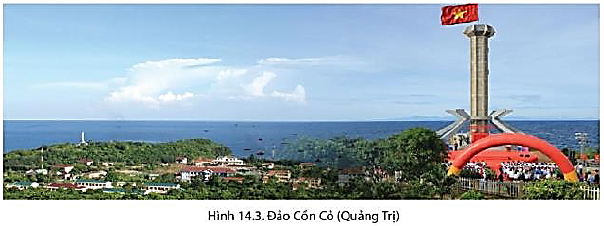 Hình 14.3. Đảo Cồn Cỏ (Quảng Trị)